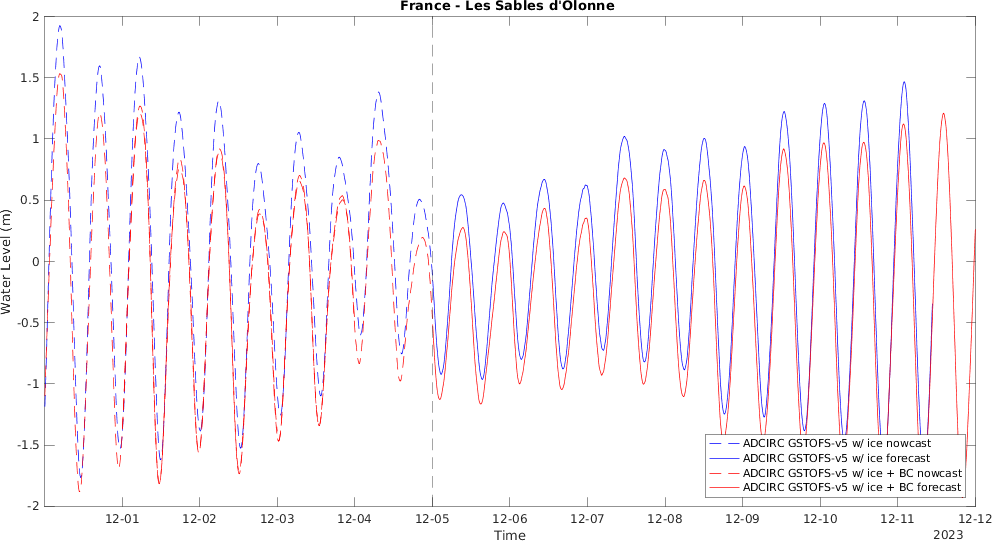 France - Les Sables d'Olonne
2
1.5
1
0.5
0
-0.5
-1
-1.5
-2
Water Level (m)
ADCIRC GSTOFS-v5 w/ ice nowcast
ADCIRC GSTOFS-v5 w/ ice forecast
ADCIRC GSTOFS-v5 w/ ice + BC nowcast
ADCIRC GSTOFS-v5 w/ ice + BC forecast
12-01 12-02 12-03 12-04 12-05 12-06 12-07 12-08 12-09 12-10 12-11 12-12
Time
2023